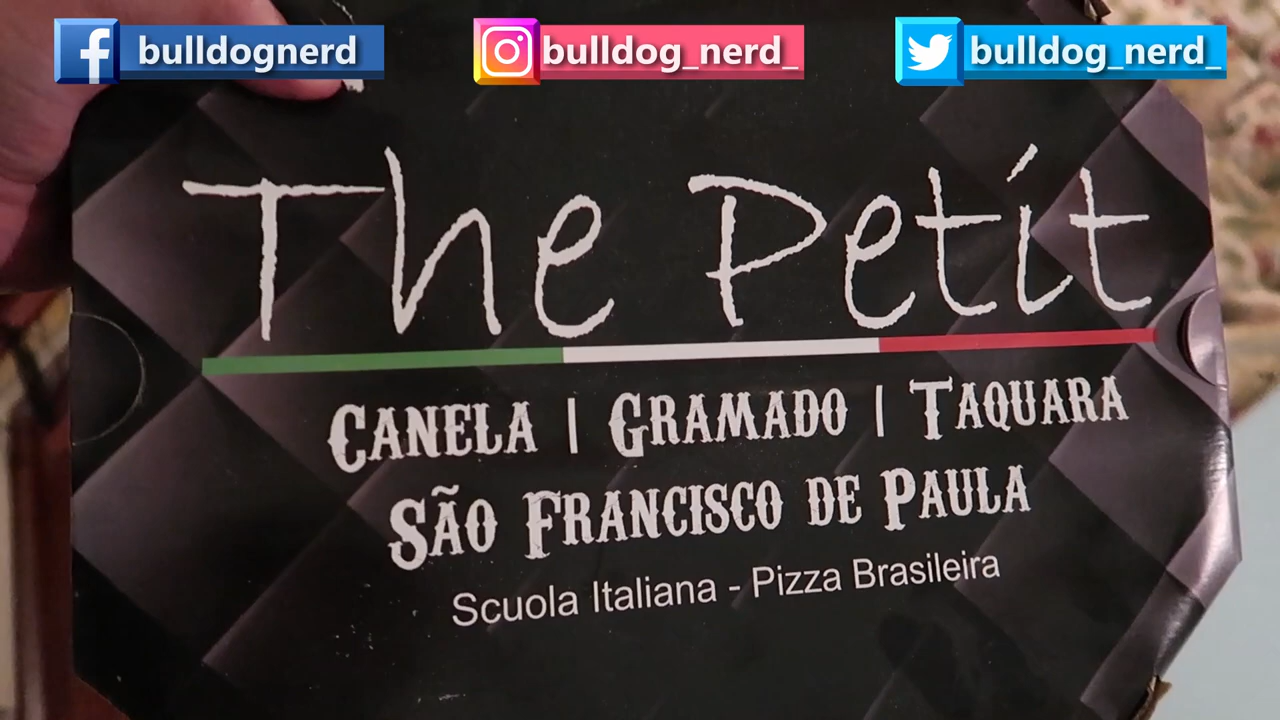 bulldognerd bulldog_nerd_ bulldog_nerd_
The Petít
CANELA | GRAMADO | TAQUARA
SÃO FRANCISCO DE PAULA
Scuola Italiana - Pizza Brasileira